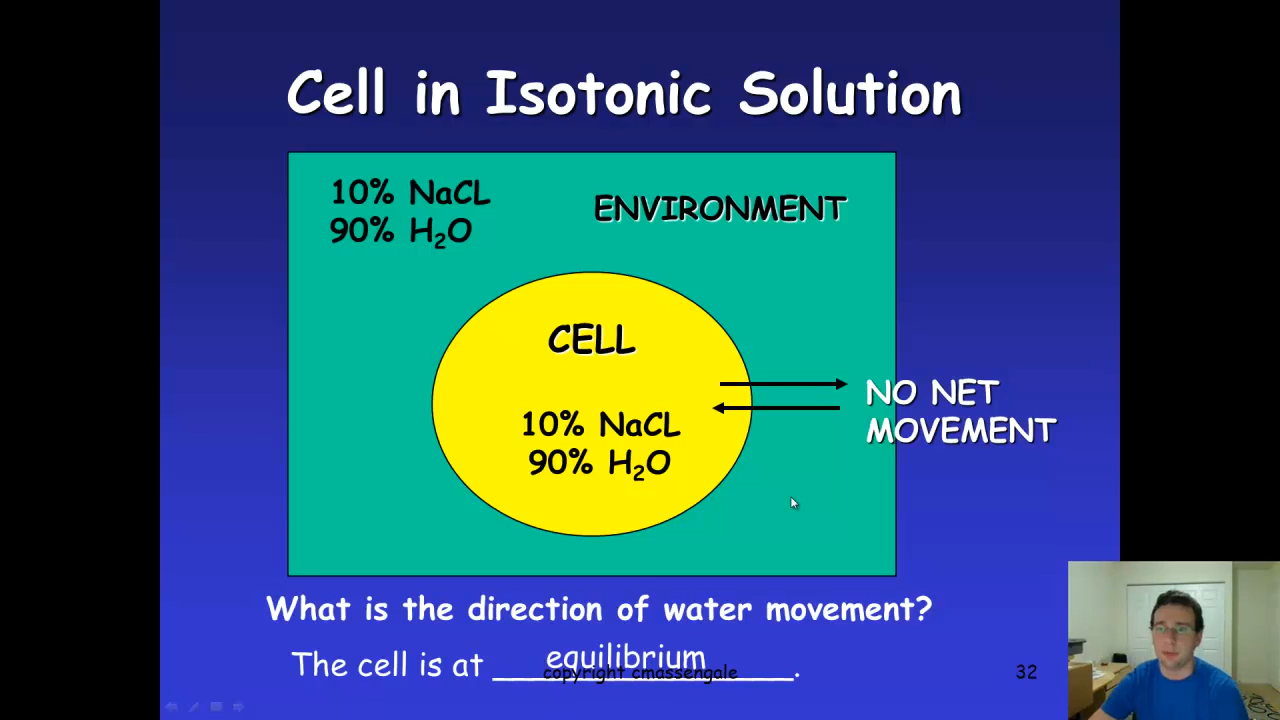 Cell in Isotonic Solution
10% NaCL
90% H₂O
ENVIRONMENT
CELL
10% NaCL
90% H₂O
NO NET
MOVEMENT
What is the direction of water movement?
The cell is at _equilibrium_.
copyright cmassengale
32